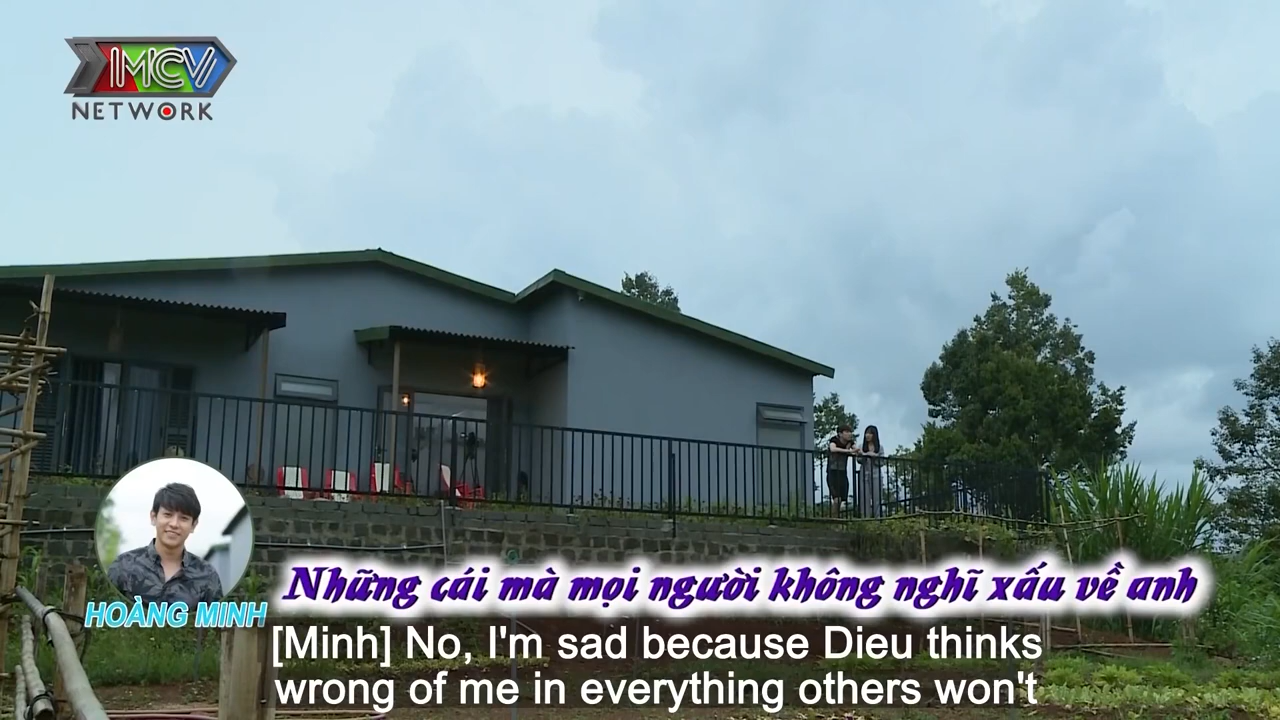 MCV
NETWORK
Những cái mà mọi người không nghĩ xấu về anh
HOÀNG MINH
[Minh] No, I'm sad because Dieu thinks
wrong of me in everything others won't